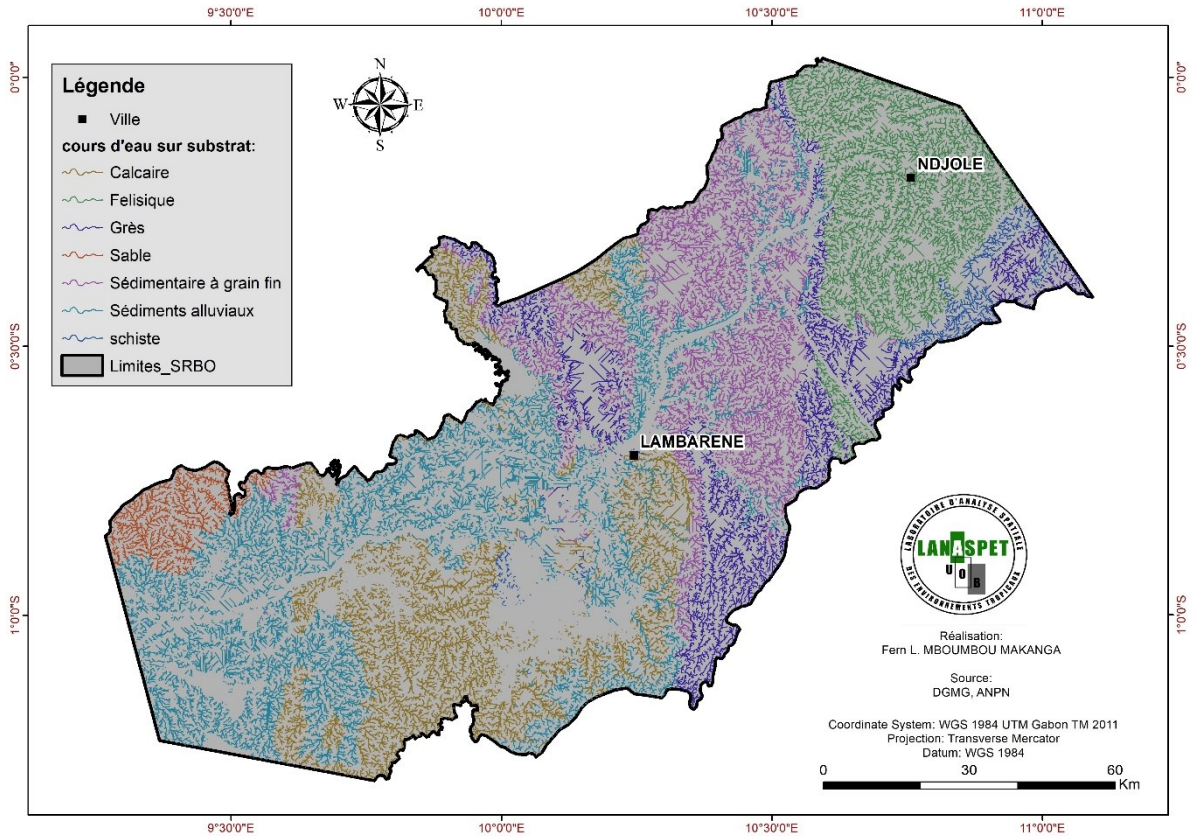 9°30'0"E
10°0'0"E
10°30'0"E
11°0'0"E
0°0'0"
0°30'0"S
1°0'0"S
0°0'0"
0°30'0"S
1°0'0"S
Légende
Ville
cours d'eau sur substrat:
Calcaire
Felisique
Grès
Sable
Sédimentaire à grain fin
Sédiments alluviaux
schiste
Limites_SRBO
N
W
E
S
NDJOLE
LAMBARENE
LABORATOIRE D'ANALYSE SPATIALE
LANASPET
U
O
B
DES ENVIRONNEMENTS TROPICAUX
Réalisation:
Fern L. MBOUMBOU MAKANGA
Source:
DGMG, ANPN
Coordinate System: WGS 1984 UTM Gabon TM 2011
Projection: Transverse Mercator
Datum: WGS 1984
0
30
60
Km
9°30'0"E
10°0'0"E
10°30'0"E
11°0'0"E